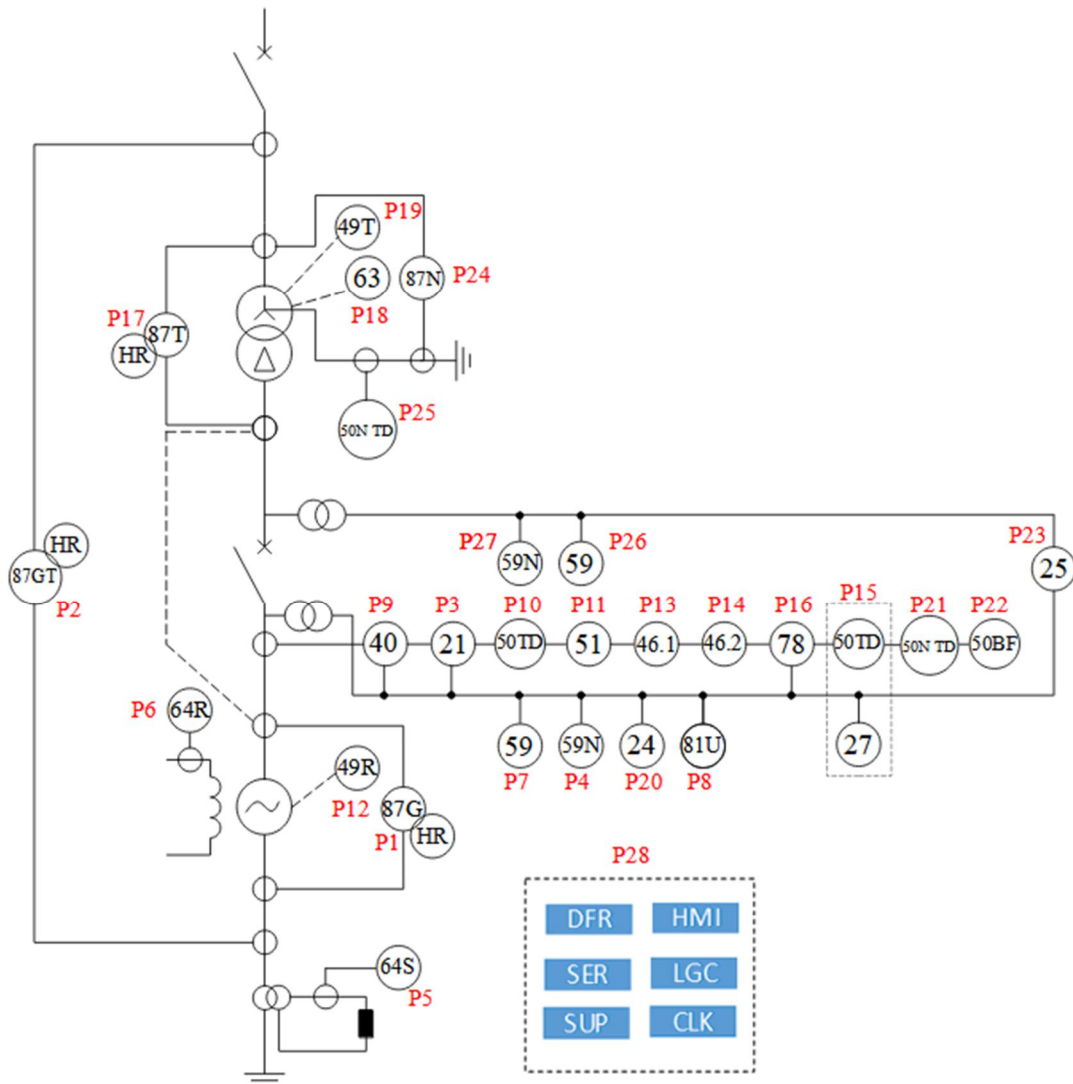 P19
49T
63
87N
P24
P18
P17
87T
HR
P25
50N TD
P27
P26
P23
59N
59
25
HR
87GT
P2
P9
P3
P10
P11
P13
P14
P16
P15
P21
P22
40
21
50TD
51
46.1
46.2
78
50TD
50N TD
50BF
P6
64R
59
59N
24
81U
27
P7
P4
P20
P8
49R
P12
87G
P1
HR
P28
DFR
HMI
SER
LGC
SUP
CLK
64S
P5